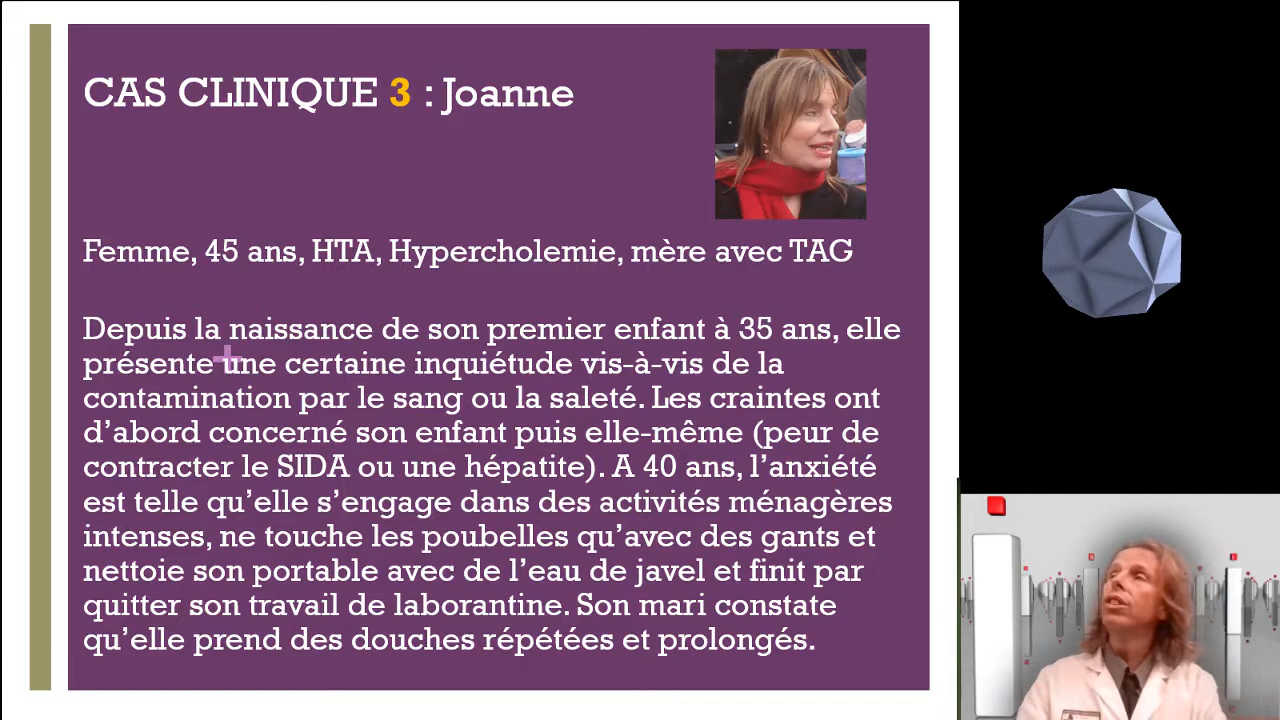 CAS CLINIQUE 3 : Joanne
Femme, 45 ans, HTA, Hypercholemie, mère avec TAG
Depuis la naissance de son premier enfant à 35 ans, elle
présente une certaine inquiétude vis-à-vis de la
contamination par le sang ou la saleté. Les craintes ont
d’abord concerné son enfant puis elle-même (peur de
contracter le SIDA ou une hépatite). A 40 ans, l’anxiété
est telle qu’elle s’engage dans des activités ménagères
intenses, ne touche les poubelles qu’avec des gants et
nettoie son portable avec de l’eau de javel et finit par
quitter son travail de laborantine. Son mari constate
qu’elle prend des douches répétées et prolongés.